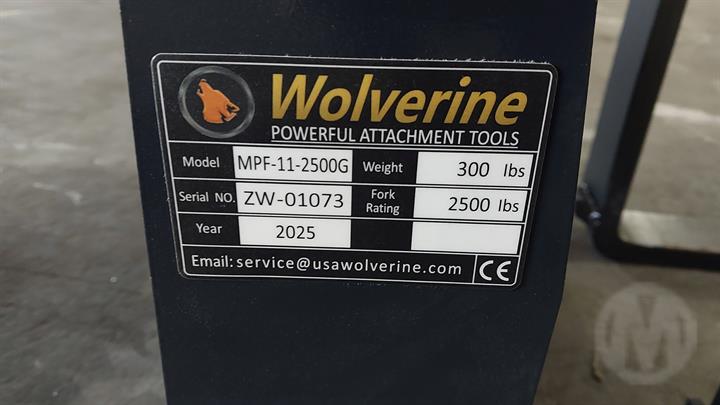 Wolverine
POWERFUL ATTACHMENT TOOLS
Model MPF-11-2500G Weight 300 lbs
Serial NO. ZW-01073 Fork Rating 2500 lbs
Year 2025
Email: service@usawolverine.com CE
M